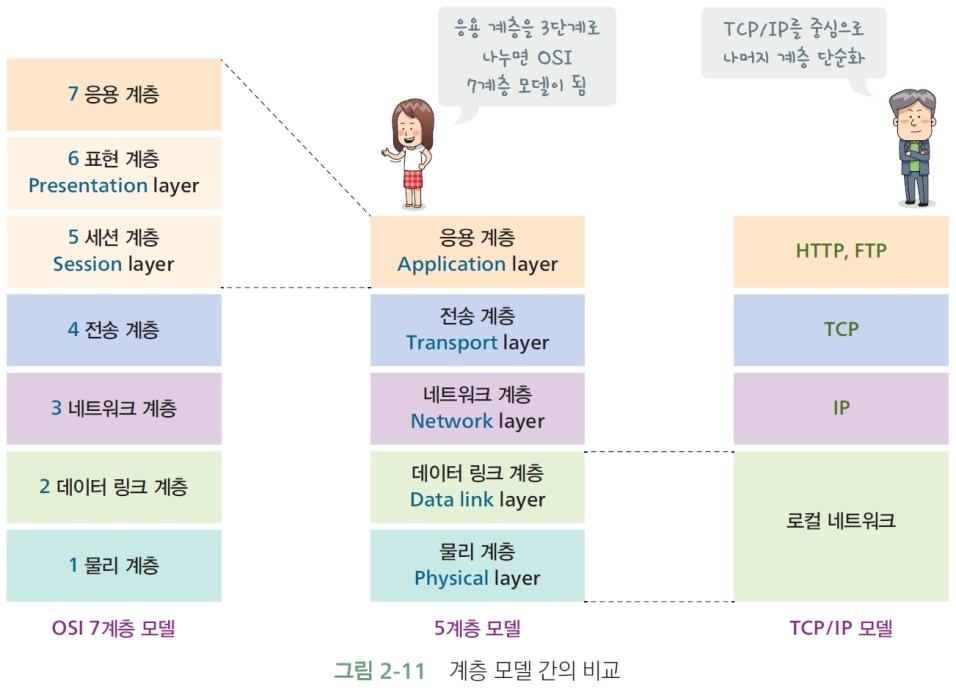 응용 계층을 3단계로
나누면 OSI
7계층 모델이 됨
TCP/IP를 중심으로
나머지 계층 단순화
7 응용 계층
6 표현 계층
Presentation layer
5 세션 계층
Session layer
4 전송 계층
3 네트워크 계층
2 데이터 링크 계층
1 물리 계층
OSI 7계층 모델
응용 계층
Application layer
전송 계층
Transport layer
네트워크 계층
Network layer
데이터 링크 계층
Data link layer
물리 계층
Physical layer
5계층 모델
HTTP, FTP
TCP
IP
로컬 네트워크
TCP/IP 모델
그림 2-11 계층 모델 간의 비교